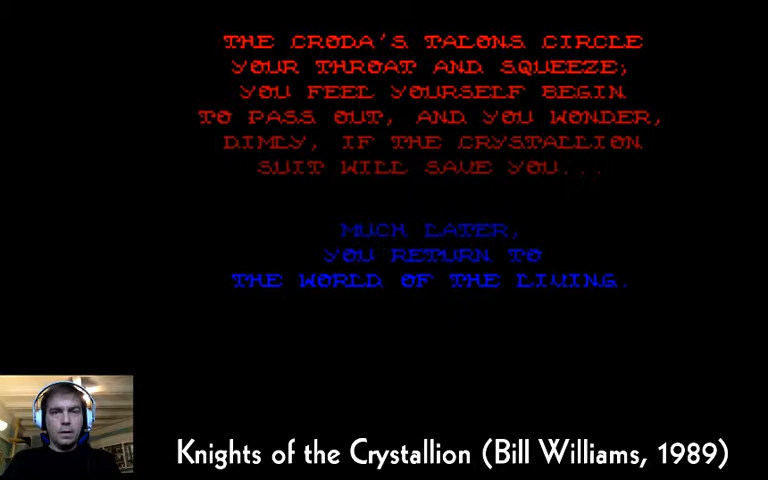 THE CRODA'S TALONS CIRCLE
YOUR THROAT AND SQUEEZE;
YOU FEEL YOURSELF BEGIN
TO PASS OUT, AND YOU WONDER,
DIMLY, IF THE CRYSTALLION
SUIT WILL SAVE YOU...
MUCH LATER,
YOU RETURN TO
THE WORLD OF THE LIVING.
Knights of the Crystallion (Bill Williams, 1989)